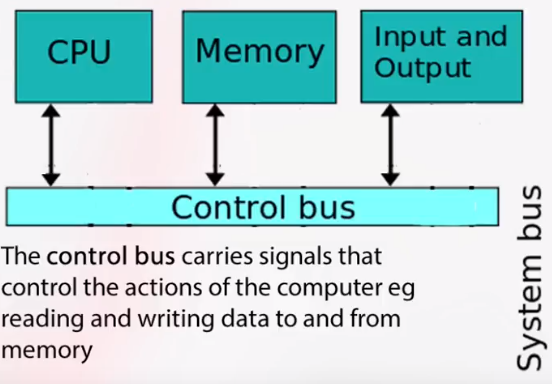 CPU
Memory
Input and
Output
Control bus
The control bus carries signals that
control the actions of the computer eg
reading and writing data to and from
memory
System bus